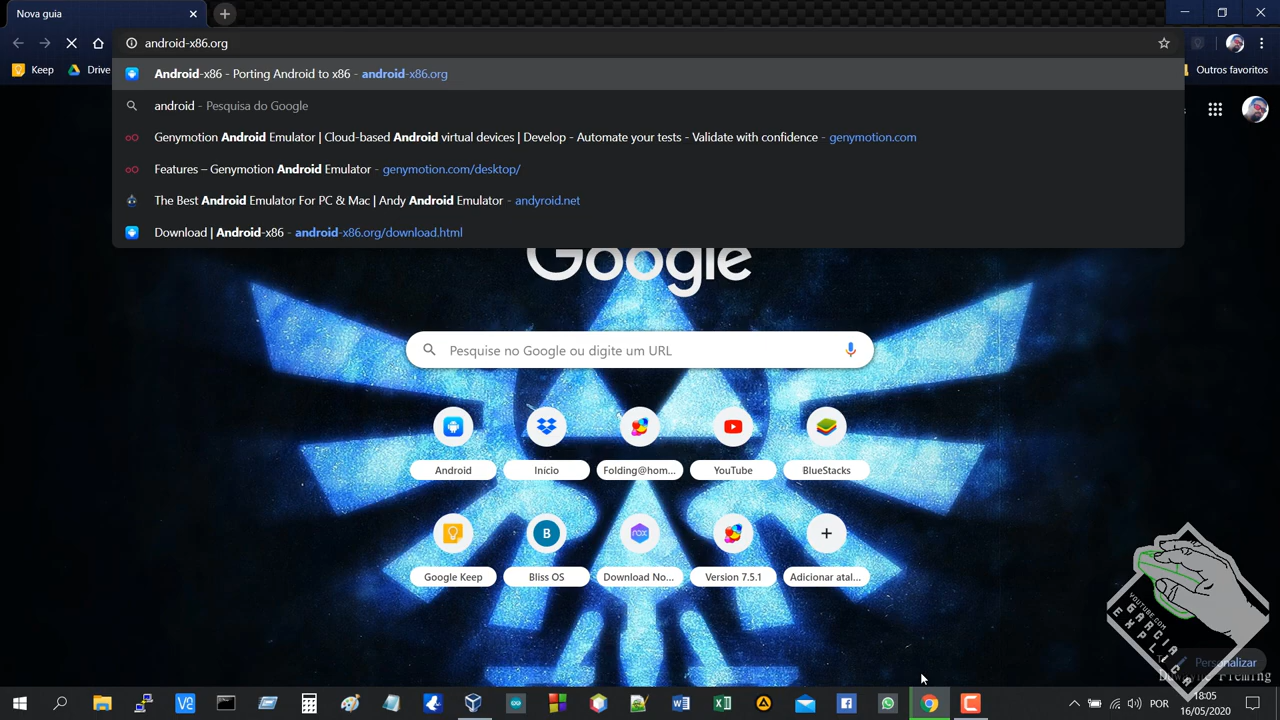 Nova guia
android-x86.org
Keep
Drive
Outros favoritos
Android-x86 - Porting Android to x86 - android-x86.org
android - Pesquisa do Google
Genymotion Android Emulator | Cloud-based Android virtual devices | Develop - Automate your tests - Validate with confidence - genymotion.com
Features – Genymotion Android Emulator - genymotion.com/desktop/
The Best Android Emulator For PC & Mac | Andy Android Emulator - andyroid.net
Download | Android-x86 - android-x86.org/download.html
Google
Pesquise no Google ou digite um URL
Android
Início
Folding@hom...
YouTube
BlueStacks
B
nox
Google Keep
Bliss OS
Download No...
Version 7.5.1
Adicionar atal...
YOUTUBE.COM
GARCIA
EXPLICA
Personalizar
POR
18:05
16/05/2020